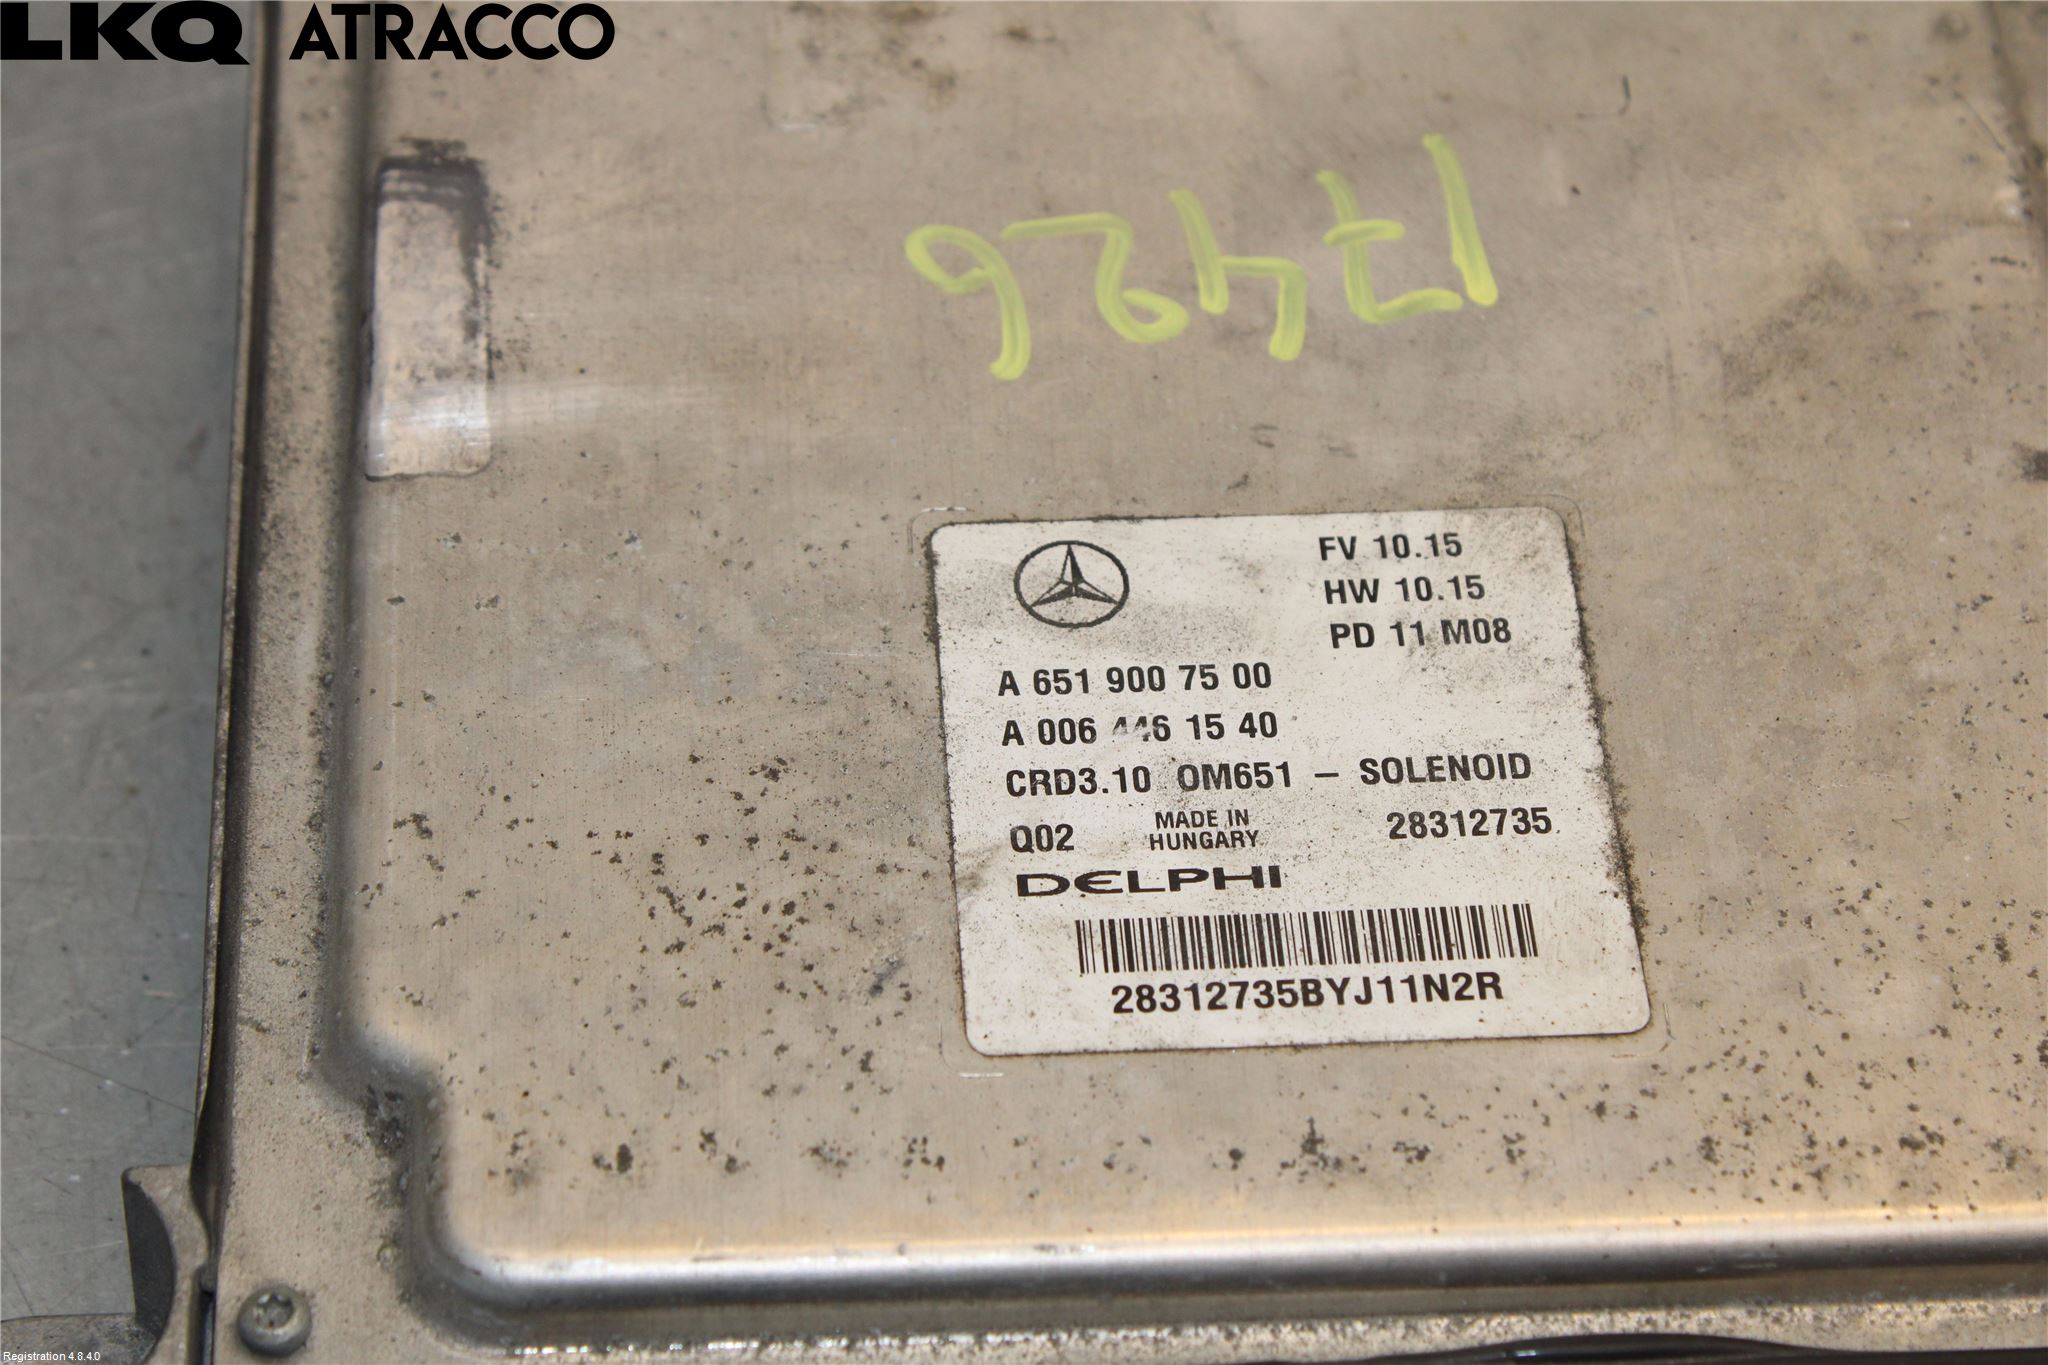 LKQ ATRACCO
17426
FV 10.15
HW 10.15
PD 11 M08
A 651 900 75 00
A 006 446 15 40
CRD3.10 OM651 – SOLENOID
Q02 MADE IN HUNGARY 28312735
DELPHI
28312735BYJ11N2R
Registration 4.8.4.0